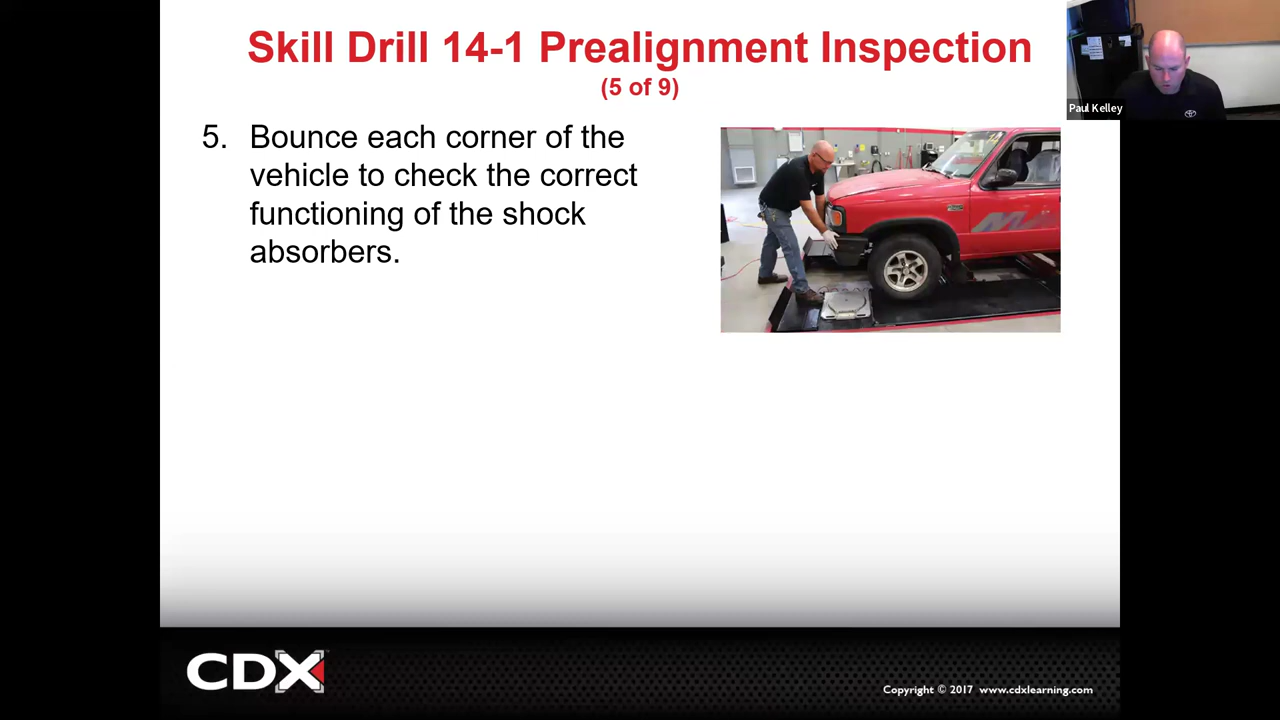 Skill Drill 14-1 Prealignment Inspection
(5 of 9)
Paul Kelley
5. Bounce each corner of the
vehicle to check the correct
functioning of the shock
absorbers.
CDX
Copyright © 2017 www.cdxlearning.com